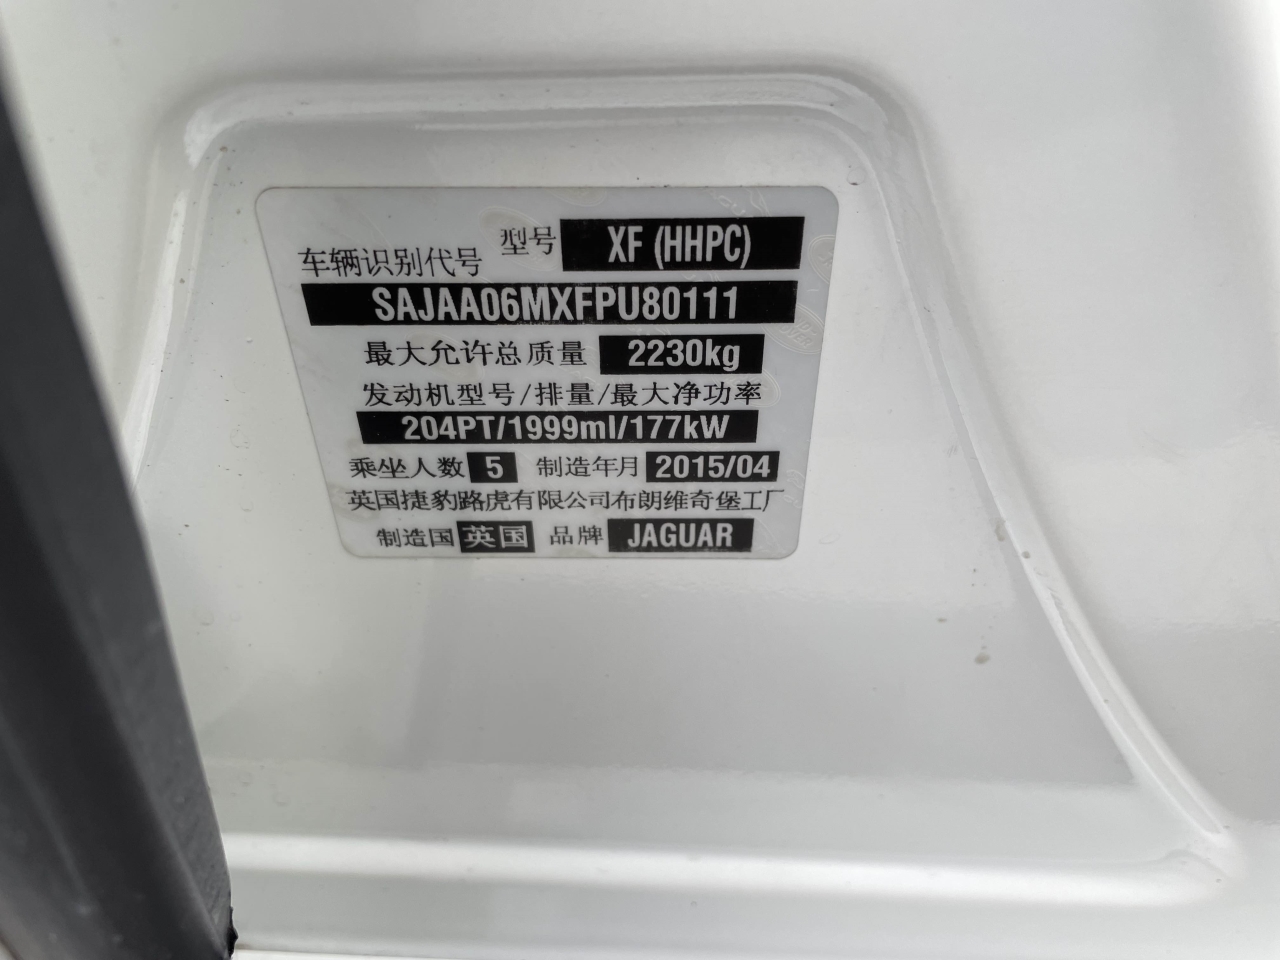 型号 XF (HHPC)
车辆识别代号
SAJAA06MXFPU80111
最大允许总质量 2230kg
发动机型号/排量/最大净功率
204PT/1999ml/177kW
乘坐人数 5 制造年月 2015/04
英国捷豹路虎有限公司布朗维奇堡工厂
制造国 英国 品牌 JAGUAR